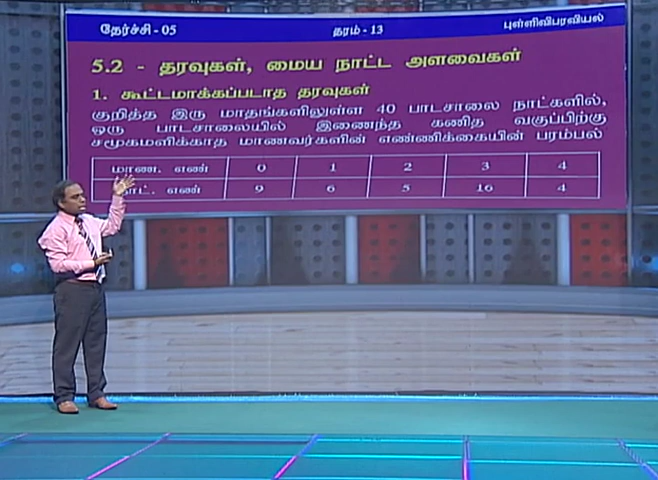 தேர்ச்சி - 05 தரம் - 13 புள்ளிவிபரவியல்
5.2 - தரவுகள், மைய நாட்ட அளவைகள்
1. கூட்டமாக்கப்படாத தரவுகள்
குறித்த இரு மாதங்களிலுள்ள 40 பாடசாலை நாட்களில்,
ஒரு பாடசாலையில் இணைந்த கணித வகுப்பிற்கு
சமூகமளிக்காத மாணவர்களின் எண்ணிக்கையின் பரம்பல்
மாண. எண் 0 1 2 3 4
நாட். எண் 9 6 5 16 4